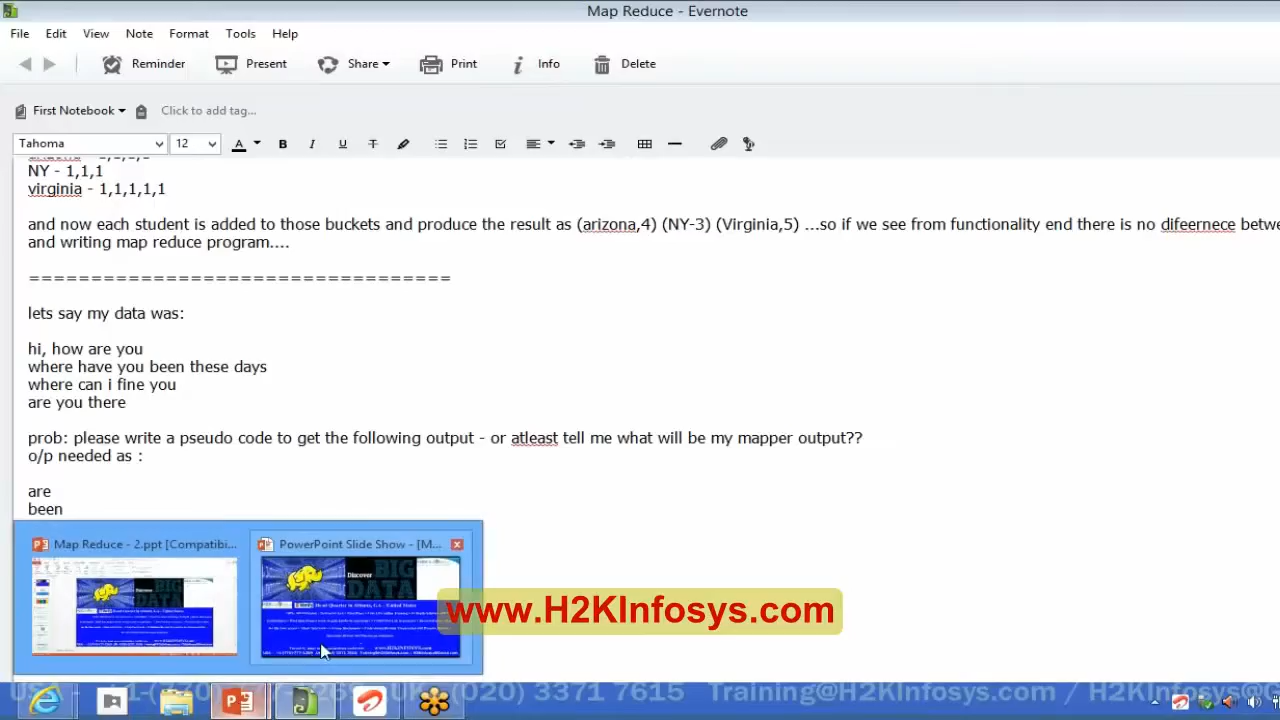 Map Reduce - Evernote
File Edit View Note Format Tools Help
Reminder Present Share Print Info Delete
First Notebook Click to add tag...
Tahoma 12 A B I U T
NY - 1,1,1
virginia - 1,1,1,1,1
and now each student is added to those buckets and produce the result as (arizona,4) (NY-3) (Virginia,5) ...so if we see from functionality end there is no difeernece betwe
and writing map reduce program....
==================================
lets say my data was:
hi, how are you
where have you been these days
where can i fine you
are you there
prob: please write a pseudo code to get the following output - or atleast tell me what will be my mapper output??
o/p needed as :
are
been
Map Reduce - 2.ppt [Compatibi... PowerPoint Slide Show - [M...
Discover BIG DATA
www.H2KInfosys.com
(020) 3371 7615 Training@H2KInfosys.com /